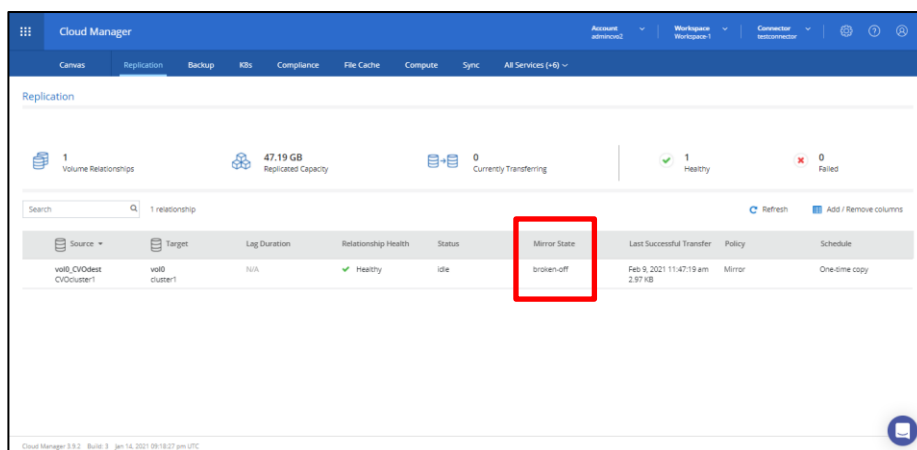 Cloud Manager
Account
adminovs2
Workspace
Workspace-1
Connector
testconnector
Canvas
Replication
Backup
K8s
Compliance
File Cache
Compute
Sync
All Services (+6)
Replication
1
Volume Relationships
47.19 GB
Replicated Capacity
0
Currently Transferring
1
Healthy
0
Failed
Search
1 relationship
Refresh
Add / Remove columns
Source Target Lag Duration Relationship Health Status Mirror State Last Successful Transfer Policy Schedule
vol0_CVOdest vol0 N/A Healthy idle broken-off Feb 9, 2021 11:47:19 am Mirror One-time copy
CVOcluster1 cluster1 2.97 KB
Cloud Manager 3.9.2 Build: 3 Jan 14, 2021 09:18:27 pm UTC